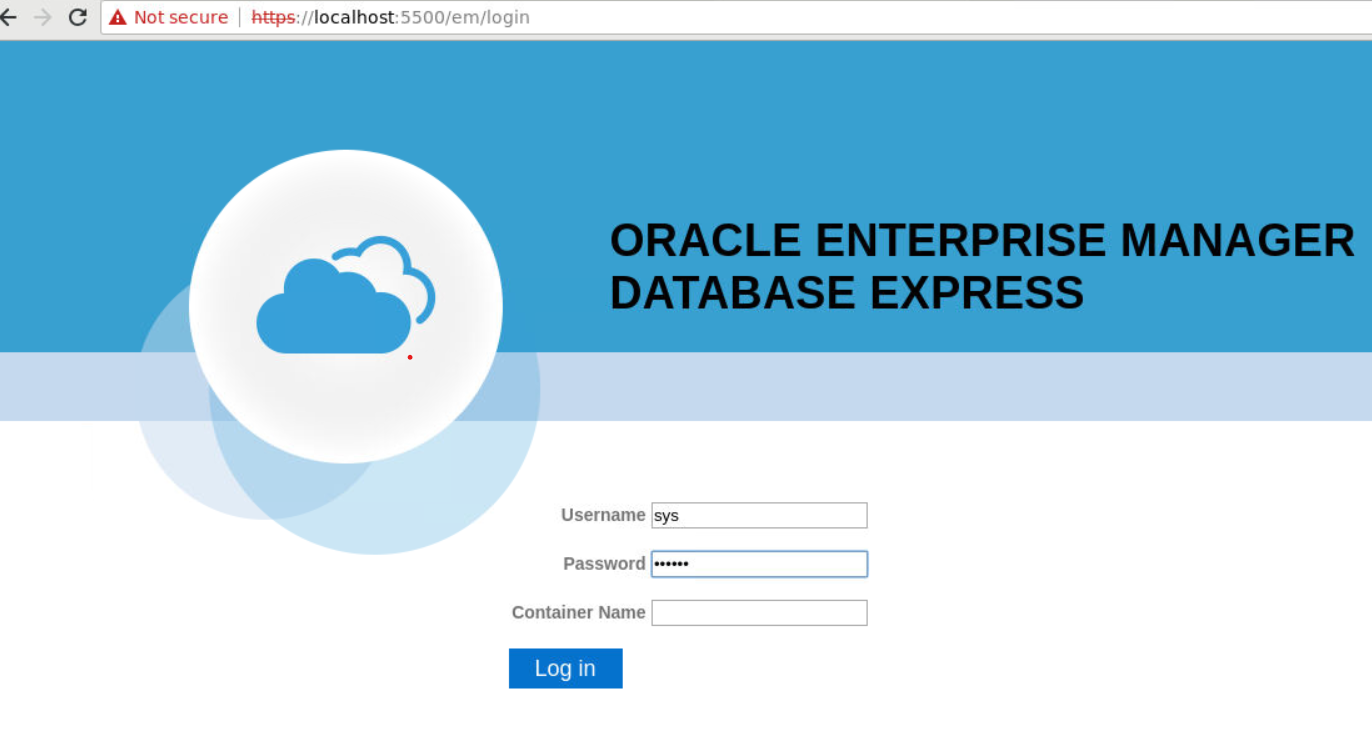 Not secure | https://localhost:5500/em/login
ORACLE ENTERPRISE MANAGER
DATABASE EXPRESS
Username sys
Password ••••••
Container Name
Log in